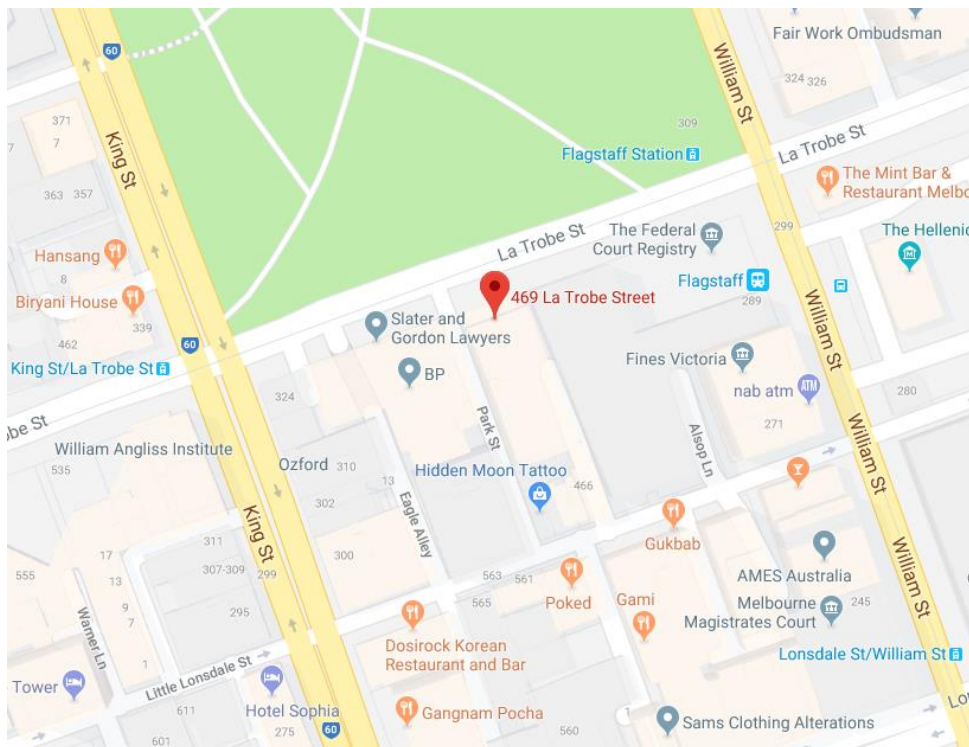 60
Fair Work Ombudsman
William St
324 326
371
7
King St
309
Flagstaff Station
La Trobe St
The Mint Bar &
Restaurant Melbo
363 357
299
The Hellenic
La Trobe St
The Federal
Court Registry
Hansang
8
Biryani House
469 La Trobe Street
Flagstaff
289
Slater and
Gordon Lawyers
339
462
60
King St/La Trobe St
BP
Fines Victoria
William St
nab atm
ATM
280
324
271
obe St
Park St
Alsop Ln
William Angliss Institute
Ozford
310
535
13
Hidden Moon Tattoo
466
William St
302
Eagle Alley
King St
Gukbab
311
17
300
307-309
299
555
13
563
561
AMES Australia
9
7
295
565
Poked
Gami
Melbourne
Magistrates Court
245
William St
Warner Ln
Dosirock Korean
Restaurant and Bar
1
Lonsdale St/William St
Little Lonsdale St
Tower
Hotel Sophia
611
Gangnam Pocha
Sams Clothing Alterations
Lo
275
60
560
601